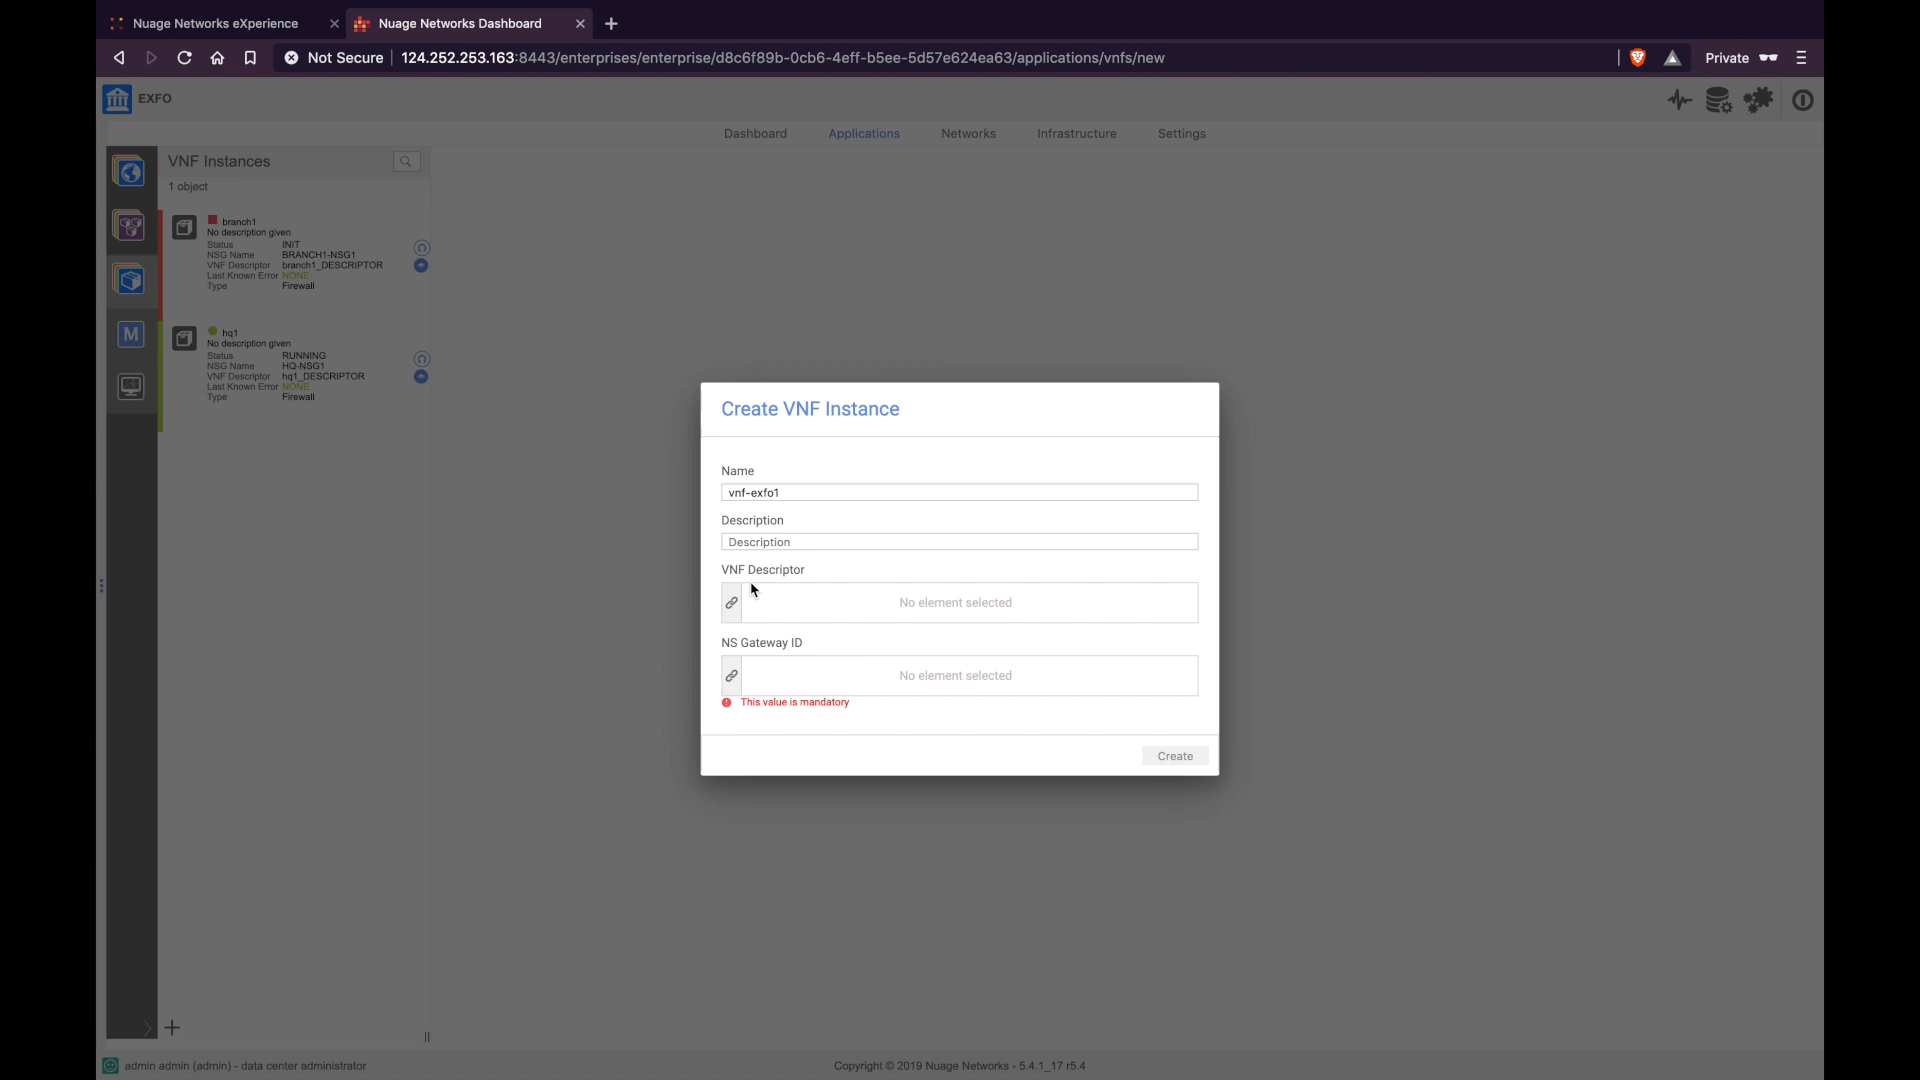 Nuage Networks eXperience
Nuage Networks Dashboard
Not Secure
124.252.253.163:8443/enterprises/enterprise/d8c6f89b-0cb6-4eff-b5ee-5d57e624ea63/applications/vnfs/new
Private
EXFO
Dashboard
Applications
Networks
Infrastructure
Settings
VNF Instances
1 object
branch1
No description given
Status INIT
NSG Name BRANCH1-NSG1
VNF Descriptor branch1_DESCRIPTOR
Last Known Error NONE
Type Firewall
M
hq1
No description given
Status RUNNING
NSG Name HQ-NSG1
VNF Descriptor hq1_DESCRIPTOR
Last Known Error NONE
Type Firewall
Create VNF Instance
Name
vnf-exfo1
Description
Description
VNF Descriptor
No element selected
NS Gateway ID
No element selected
This value is mandatory
Create
admin admin (admin) - data center administrator
Copyright © 2019 Nuage Networks - 5.4.1_17 r5.4